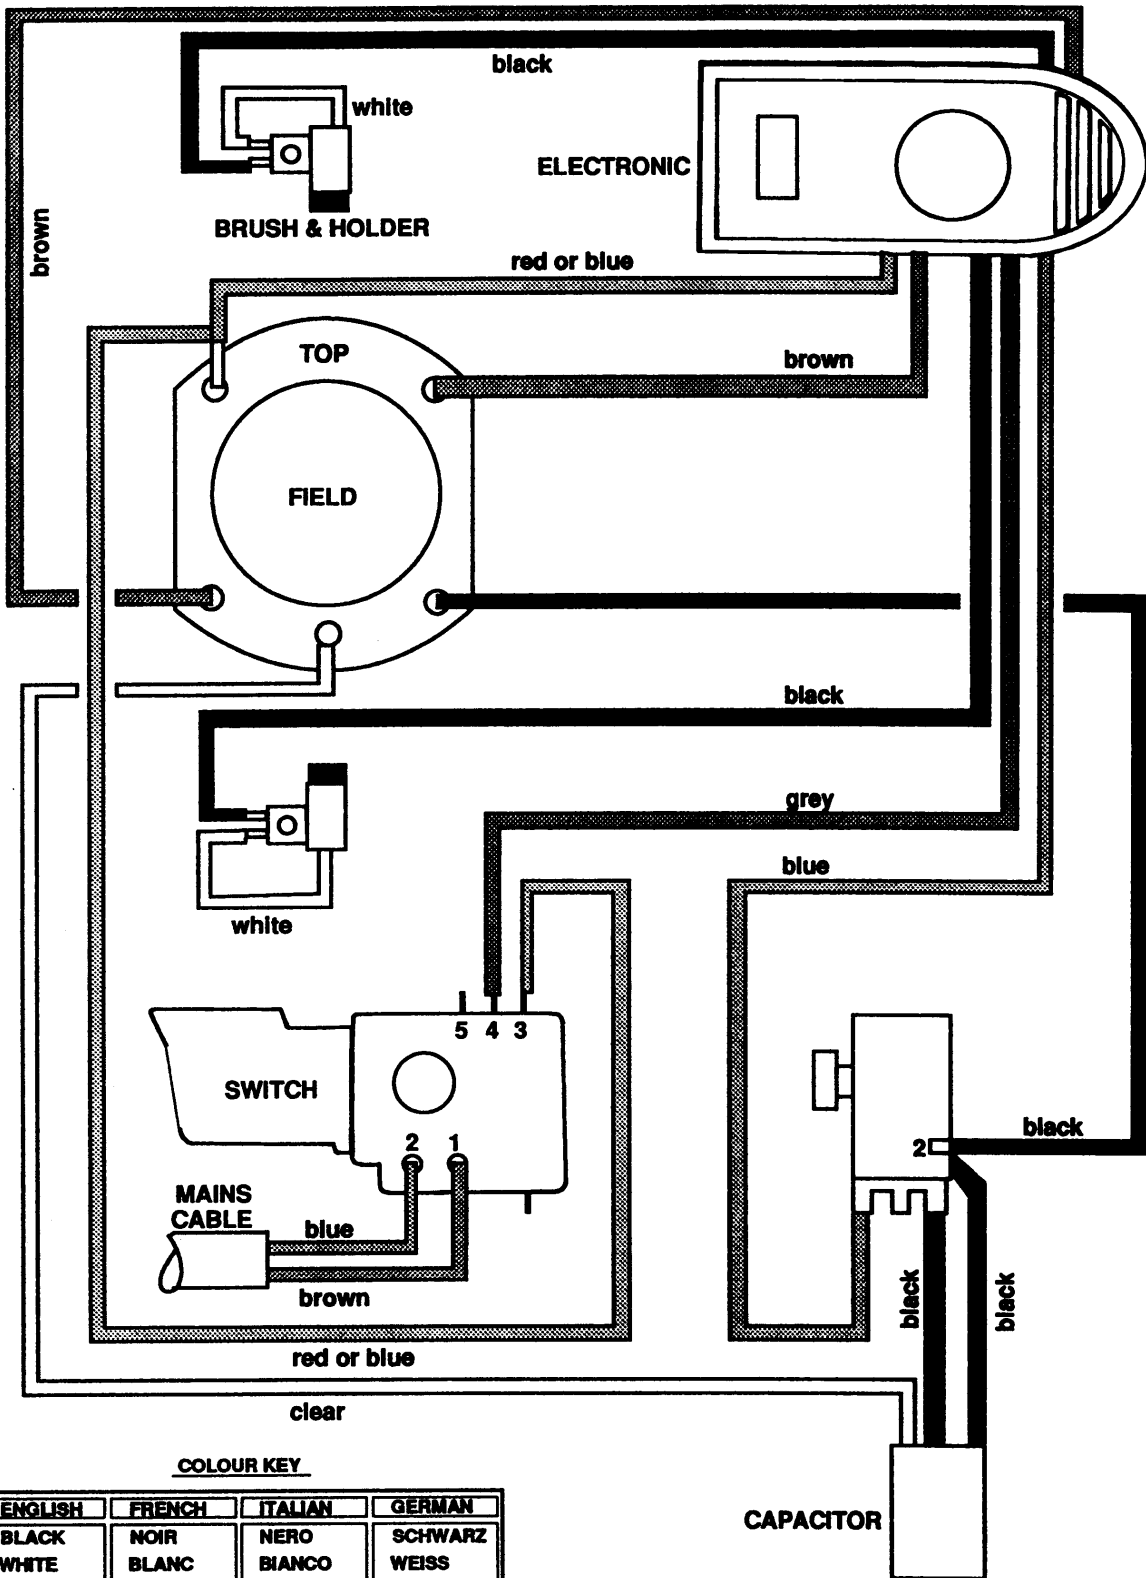 black
white
ELECTRONIC
BRUSH & HOLDER
brown
red or blue
TOP
brown
FIELD
black
grey
blue
white
5 4 3
SWITCH
2 1
2
black
MAINS
CABLE
blue
brown
black
black
red or blue
clear
COLOUR KEY
ENGLISH FRENCH ITALIAN GERMAN
BLACK NOIR NERO SCHWARZ
WHITE BLANC BIANCO WEISS
CAPACITOR